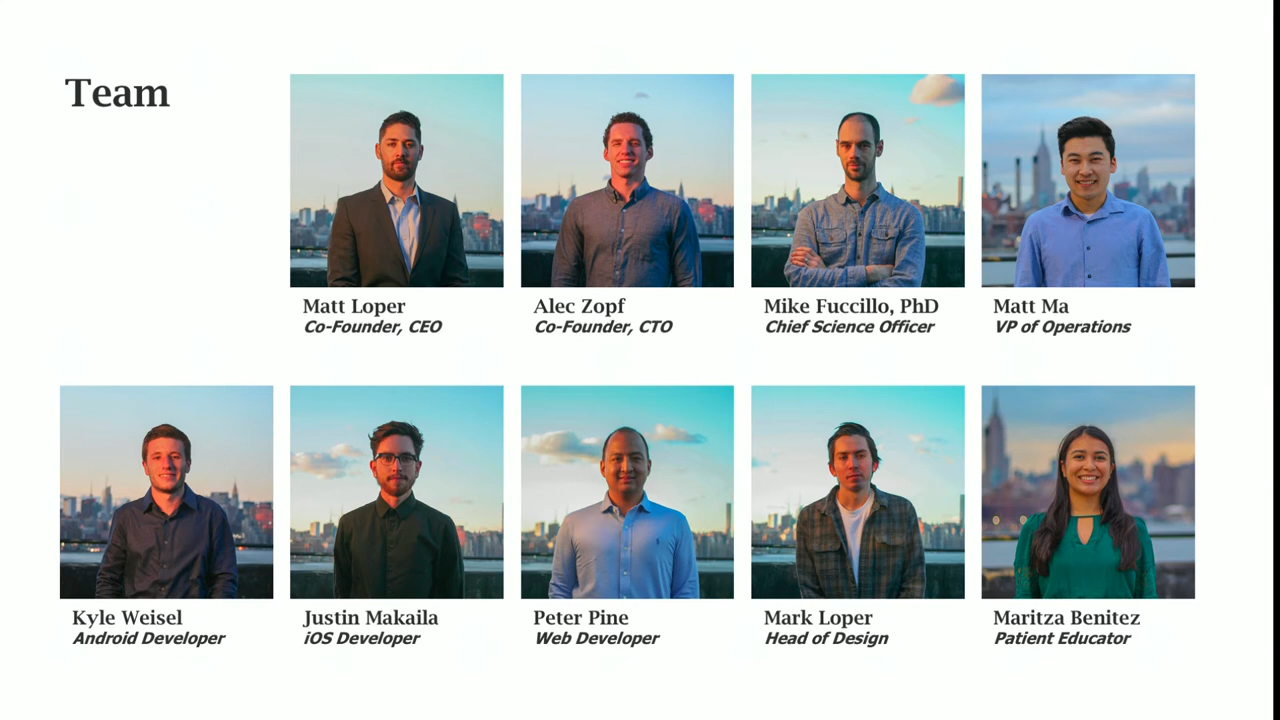 Team
Matt Loper
Co-Founder, CEO
Alec Zopf
Co-Founder, CTO
Mike Fuccillo, PhD
Chief Science Officer
Matt Ma
VP of Operations
Kyle Weisel
Android Developer
Justin Makaila
iOS Developer
Peter Pine
Web Developer
Mark Loper
Head of Design
Maritza Benitez
Patient Educator